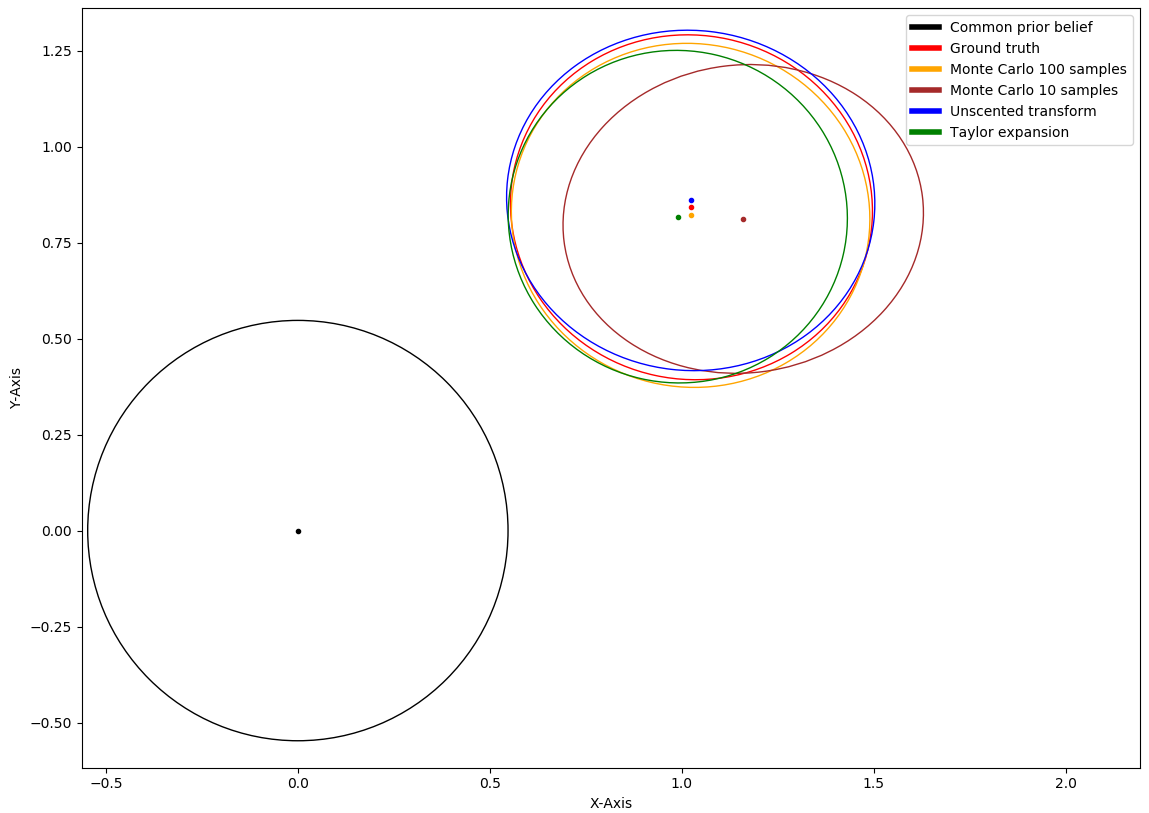 Common prior belief
Ground truth
Monte Carlo 100 samples
Monte Carlo 10 samples
Unscented transform
Taylor expansion
1.25
1.00
0.75
0.50
0.25
0.00
−0.25
−0.50
Y-Axis
−0.5 0.0 0.5 1.0 1.5 2.0
X-Axis